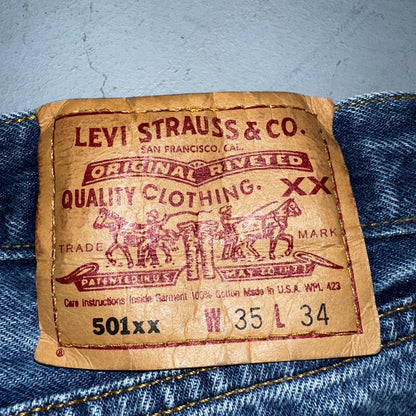 LEVI STRAUSS & CO.
SAN FRANCISCO, CAL.
ORIGINAL RIVETED
QUALITY CLOTHING. XX
TRADE MARK
PATENTED IN U.S. MAY 20 1873
Care Instructions Inside Garment 100% Cotton Made in U.S.A. WPL 423
501XX W 35 L 34
®